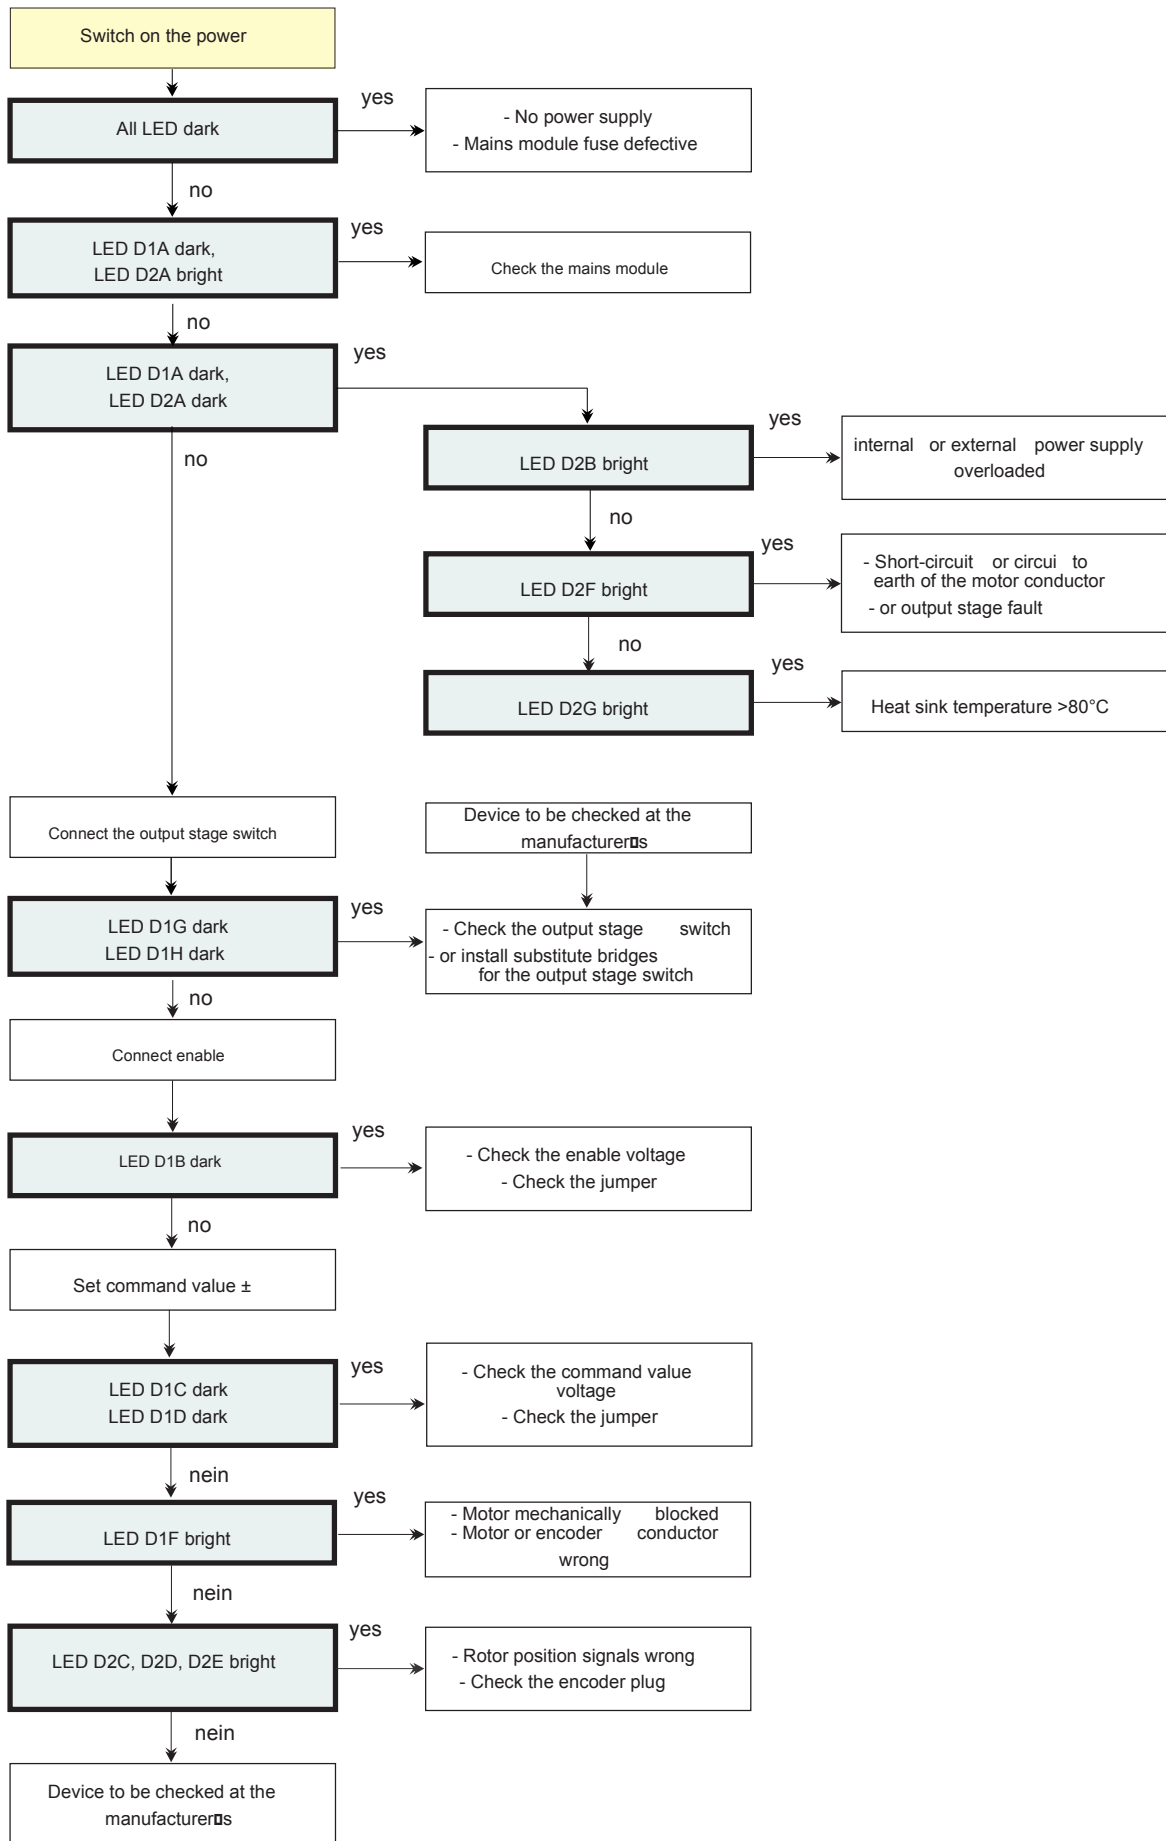 Switch on the power
All LED dark
yes
- No power supply
- Mains module fuse defective
no
LED D1A dark,
LED D2A bright
yes
Check the mains module
no
LED D1A dark,
LED D2A dark
yes
no
LED D2B bright
yes
internal or external power supply
overloaded
no
LED D2F bright
yes
- Short-circuit or circui to
earth of the motor conductor
- or output stage fault
no
LED D2G bright
yes
Heat sink temperature >80°C
Connect the output stage switch
Device to be checked at the
manufacturer□s
LED D1G dark
LED D1H dark
yes
- Check the output stage switch
- or install substitute bridges
for the output stage switch
no
Connect enable
LED D1B dark
yes
- Check the enable voltage
- Check the jumper
no
Set command value ±
LED D1C dark
LED D1D dark
yes
- Check the command value
voltage
- Check the jumper
nein
LED D1F bright
yes
- Motor mechanically blocked
- Motor or encoder conductor
wrong
nein
LED D2C, D2D, D2E bright
yes
- Rotor position signals wrong
- Check the encoder plug
nein
Device to be checked at the
manufacturer□s